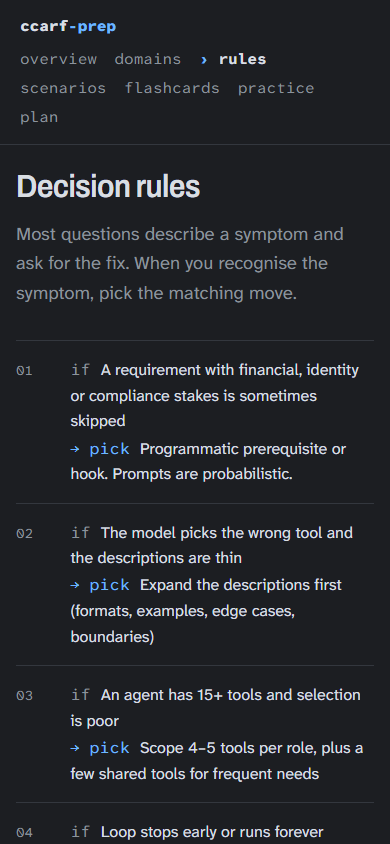 ccarf-prep
overview domains › rules
scenarios flashcards practice
plan
Decision rules
Most questions describe a symptom and
ask for the fix. When you recognise the
symptom, pick the matching move.
01 if A requirement with financial, identity
or compliance stakes is sometimes
skipped
→ pick Programmatic prerequisite or
hook. Prompts are probabilistic.
02 if The model picks the wrong tool and
the descriptions are thin
→ pick Expand the descriptions first
(formats, examples, edge cases,
boundaries)
03 if An agent has 15+ tools and selection
is poor
→ pick Scope 4–5 tools per role, plus a
few shared tools for frequent needs
04 if Loop stops early or runs forever